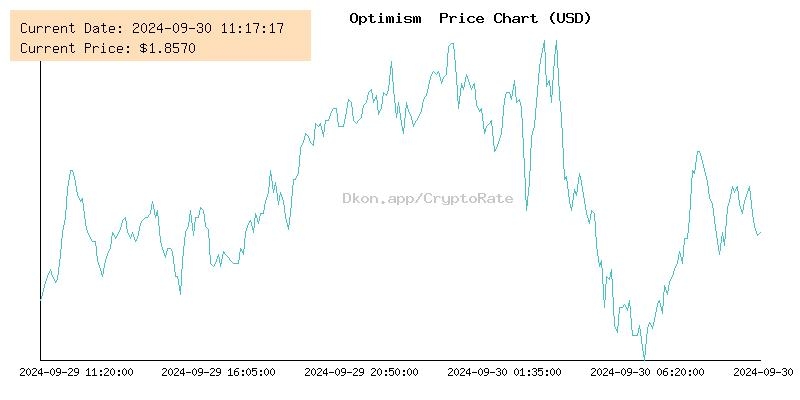 Optimism Price Chart (USD)
Current Date: 2024-09-30 11:17:17
Current Price: $1.8570
Dkon.app/CryptoRate
2024-09-29 11:20:00 2024-09-29 16:05:00 2024-09-29 20:50:00 2024-09-30 01:35:00 2024-09-30 06:20:00 2024-09-30